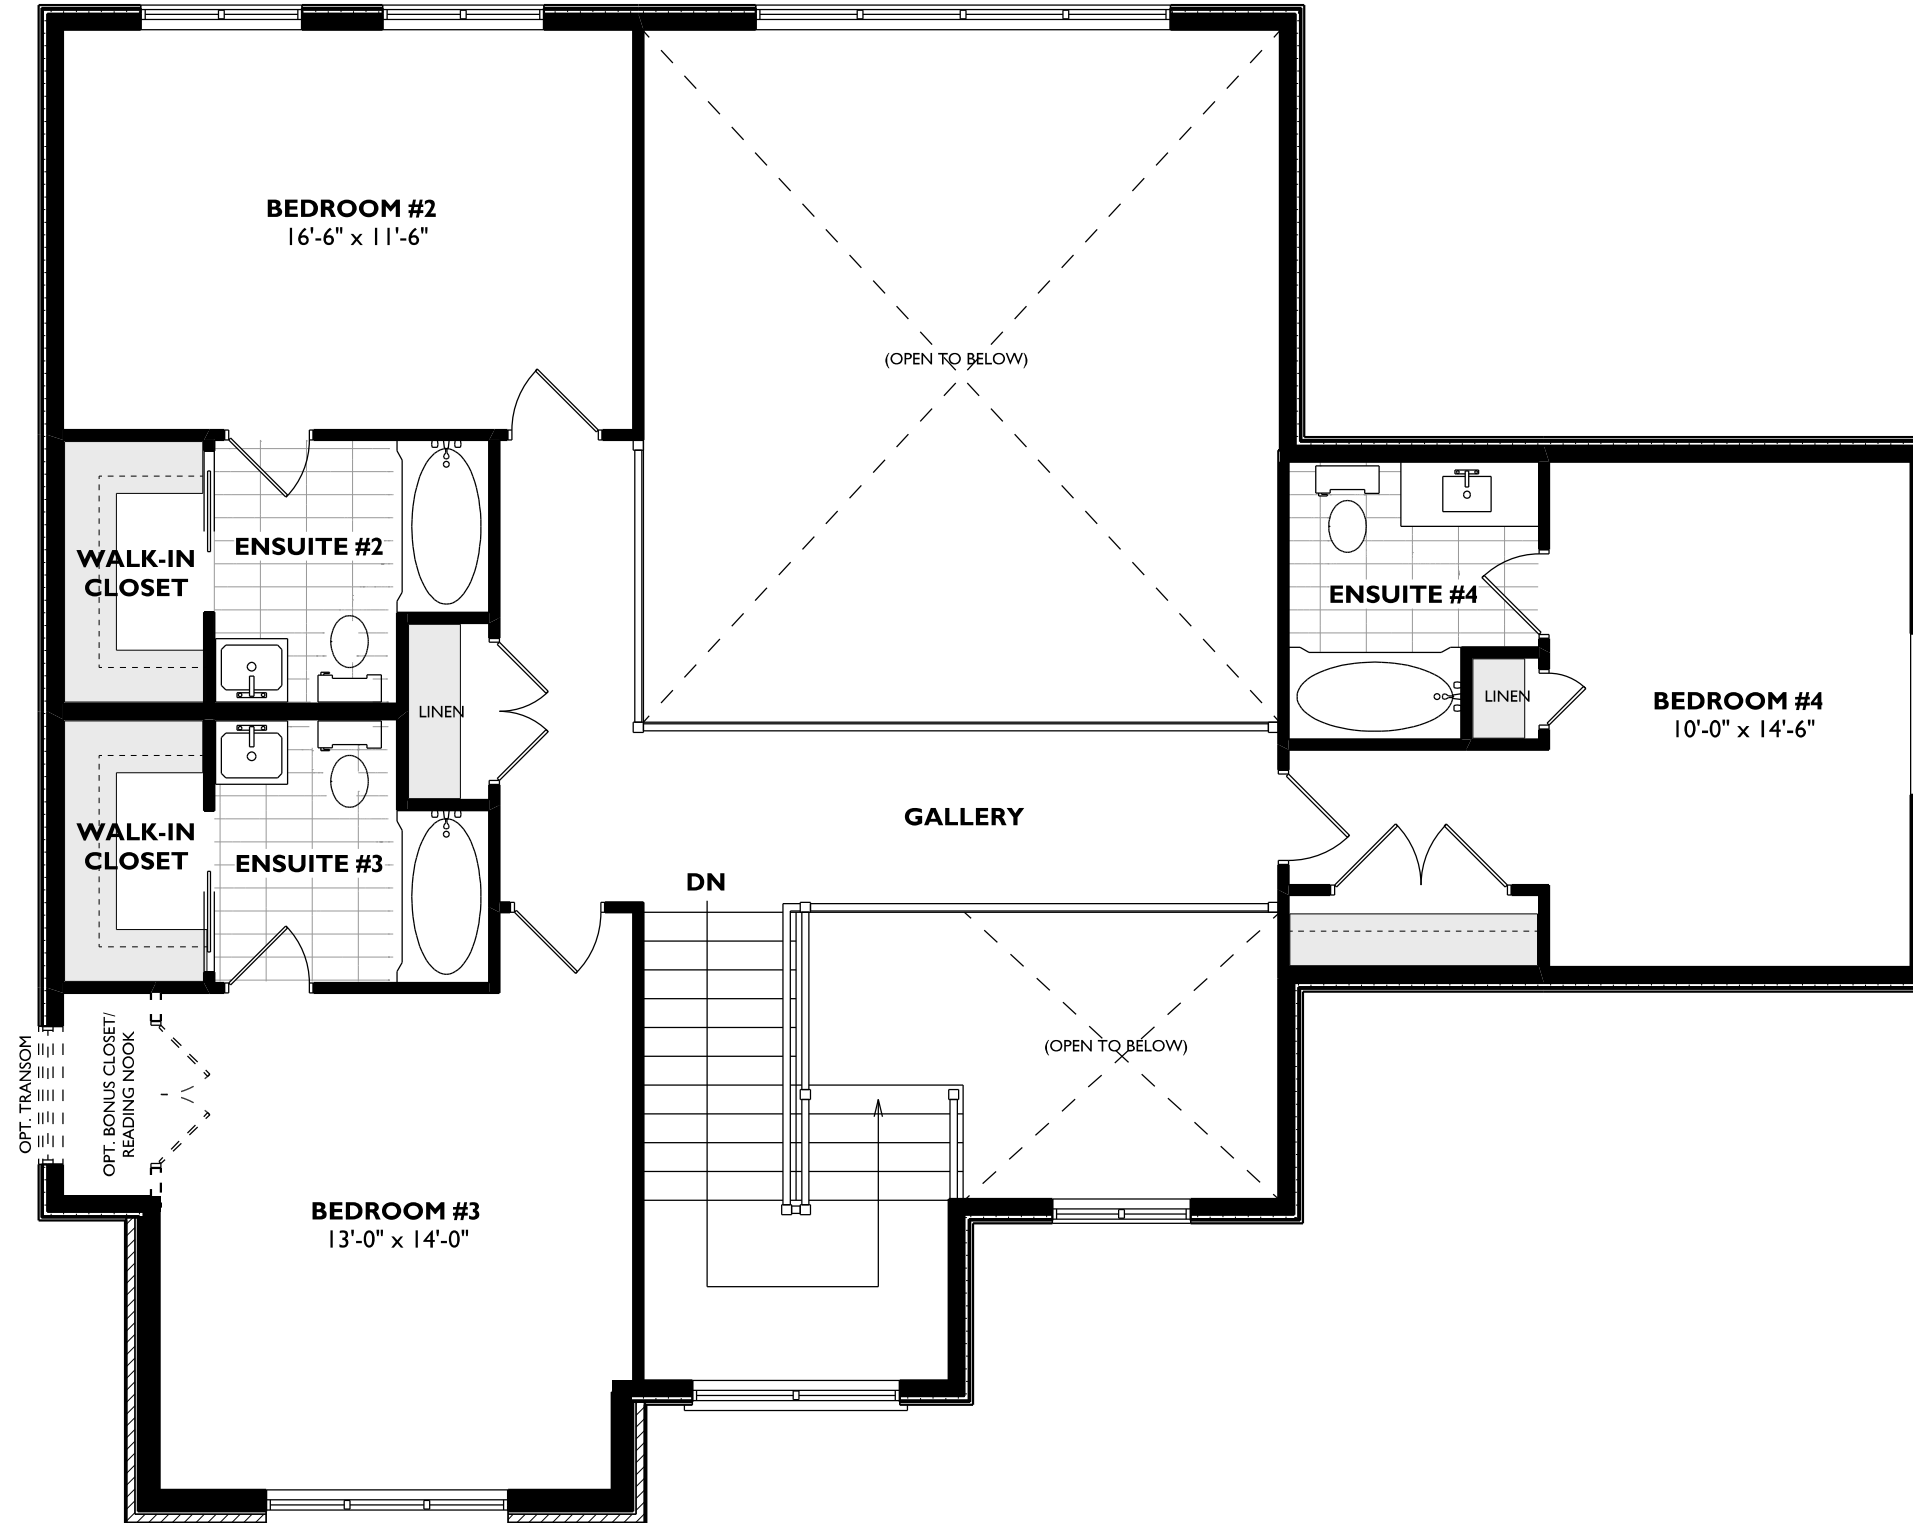 BEDROOM #2
16'-6" x 11'-6"
(OPEN TO BELOW)
WALK-IN
CLOSET
ENSUITE #2
ENSUITE #4
LINEN
BEDROOM #4
10'-0" x 14'-6"
LINEN
GALLERY
WALK-IN
CLOSET
ENSUITE #3
DN
OPT. TRANSOM
OPT. BONUS CLOSET/
READING NOOK
(OPEN TO BELOW)
BEDROOM #3
13'-0" x 14'-0"